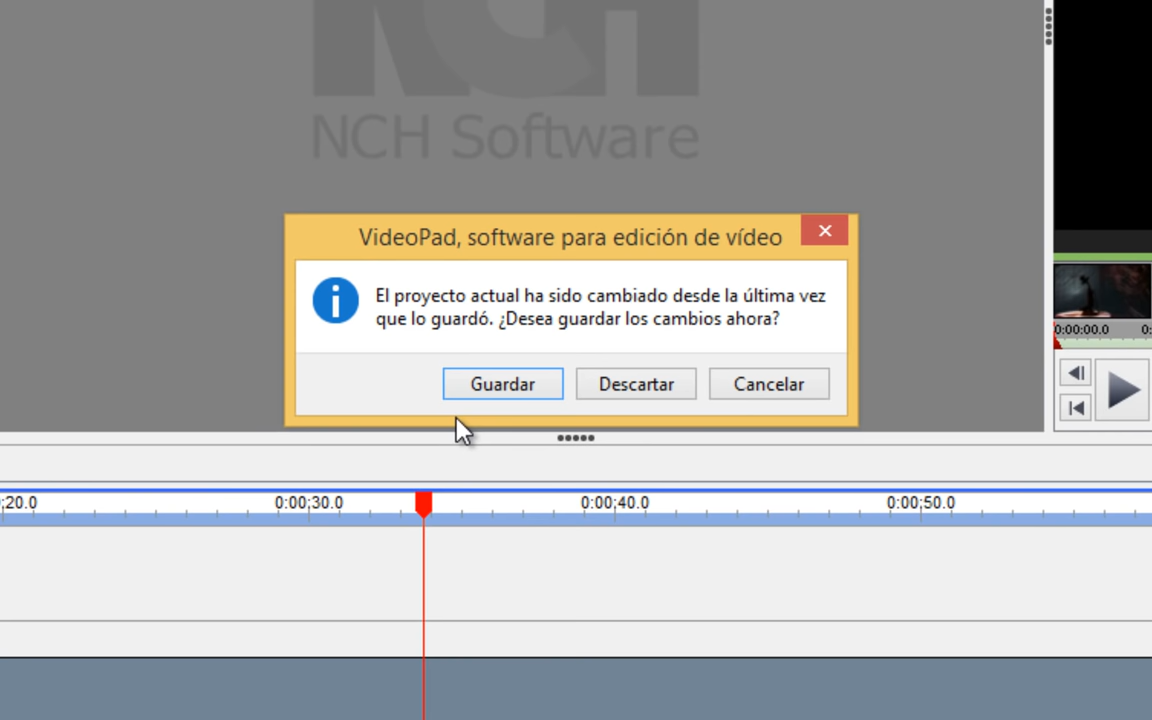 NCH
NCH Software
VideoPad, software para edición de vídeo
El proyecto actual ha sido cambiado desde la última vez
que lo guardó. ¿Desea guardar los cambios ahora?
Guardar
Descartar
Cancelar
0:00:00.0
0:00:30.0
0:00:40.0
0:00:50.0